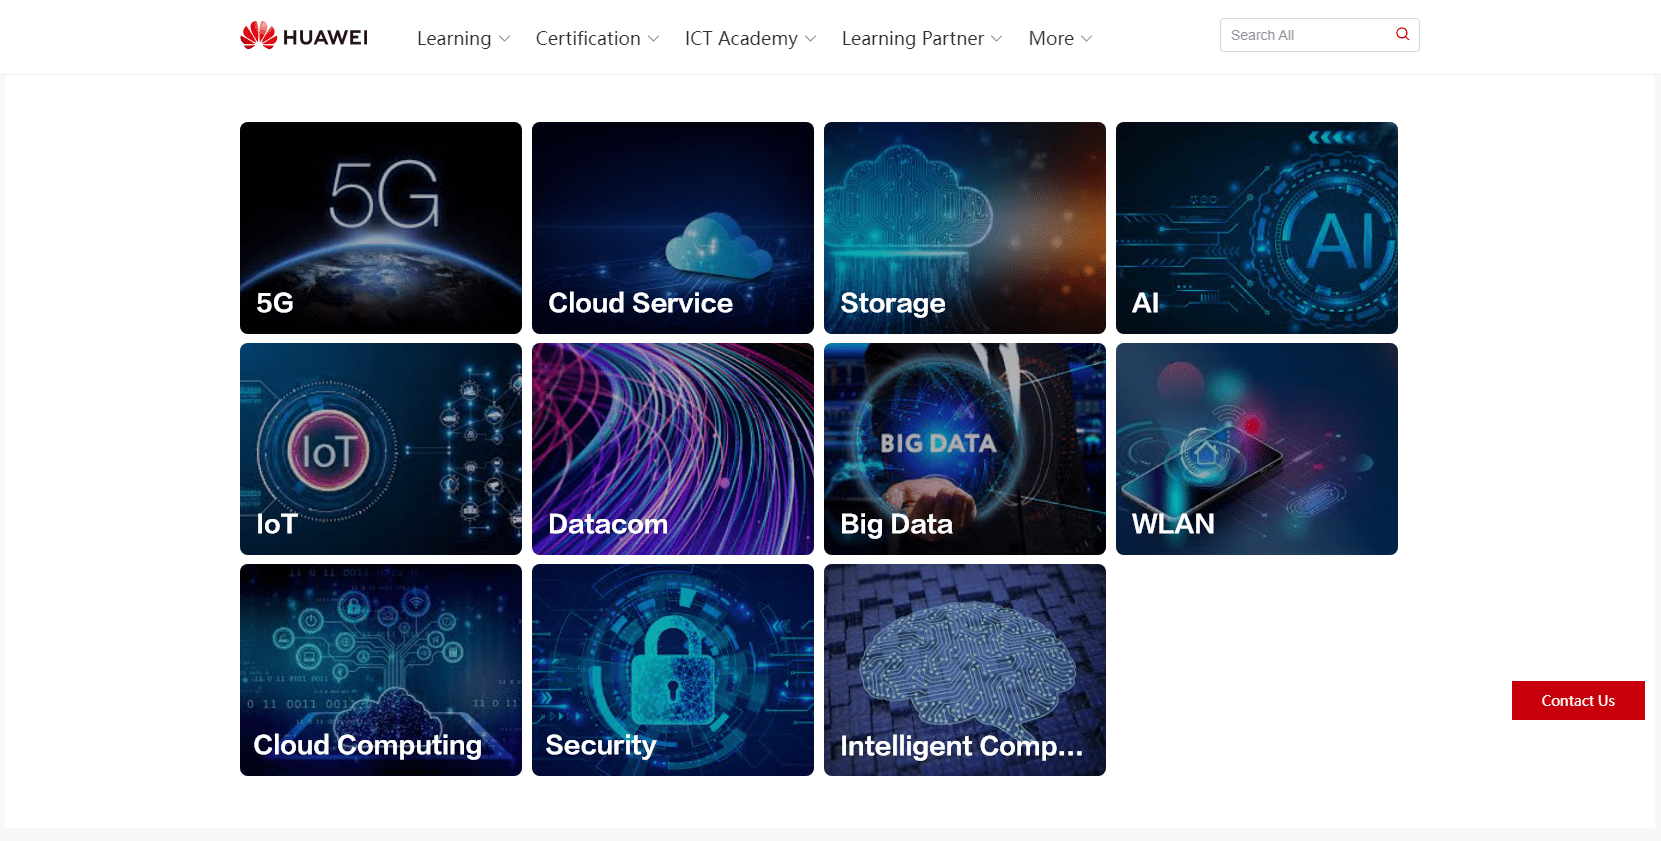 HUAWEI
Learning
Certification
ICT Academy
Learning Partner
More
Search All
5G
5G
Cloud Service
Storage
AI
AI
IoT
IoT
Datacom
BIG DATA
Big Data
WLAN
Cloud Computing
Security
Intelligent Comp...
Contact Us